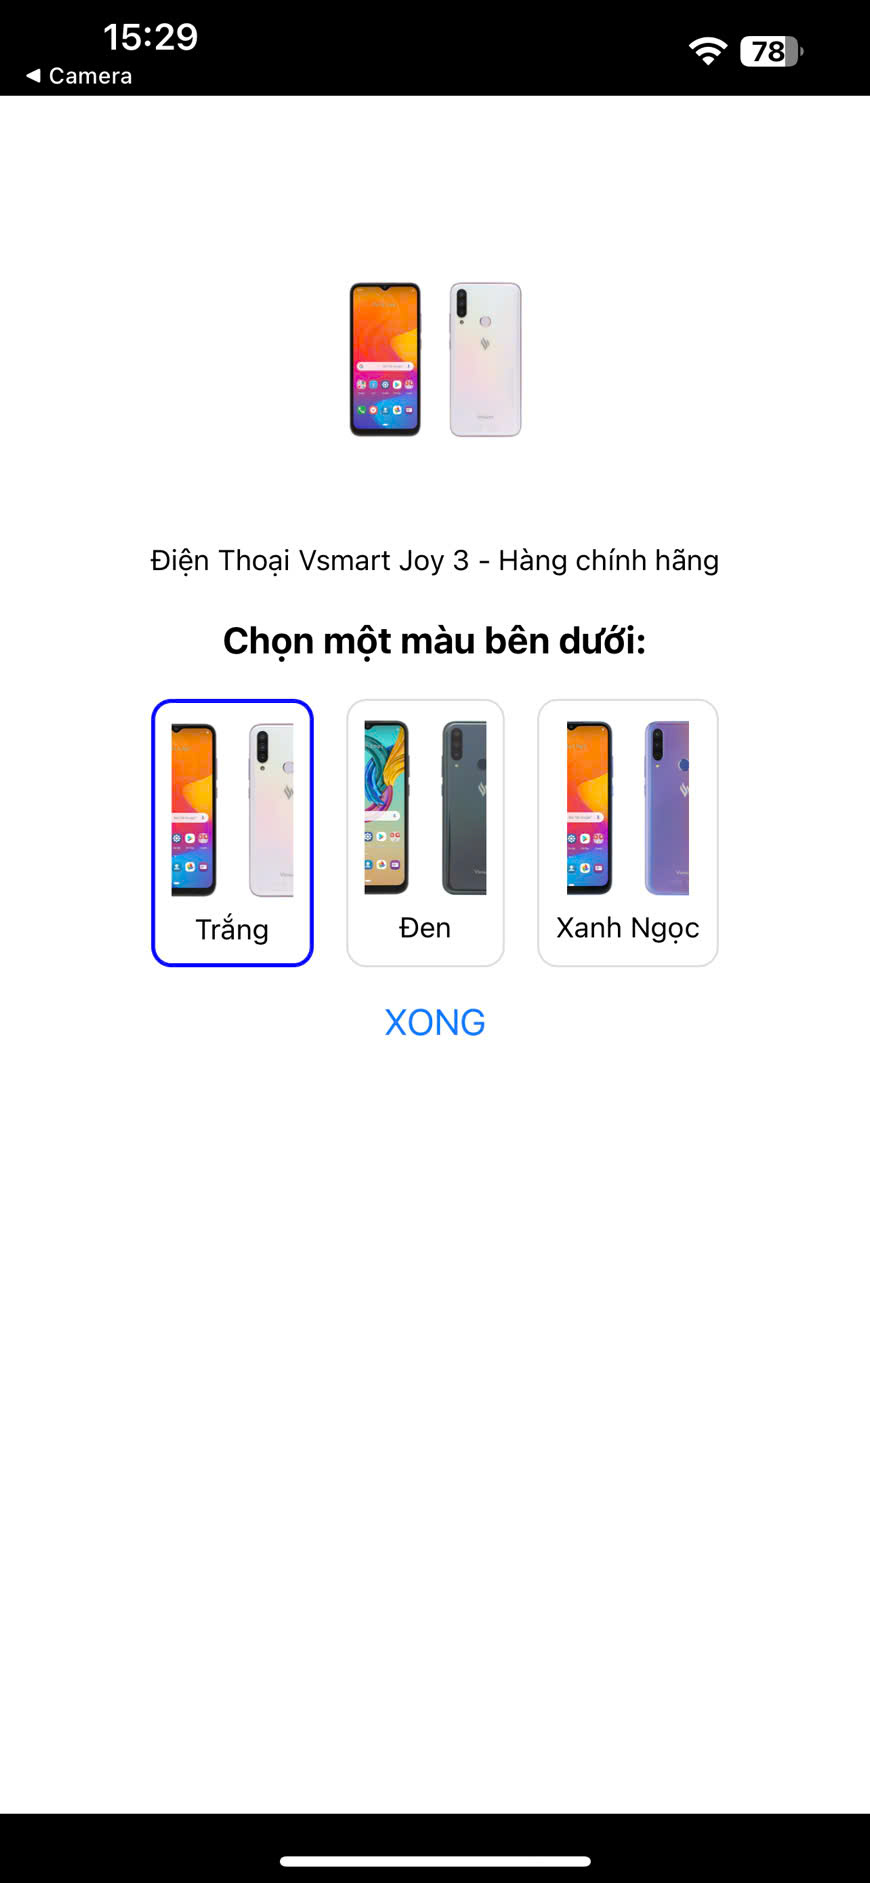 15:29
78
◀ Camera
Điện Thoại Vsmart Joy 3 - Hàng chính hãng
Chọn một màu bên dưới:
Trắng
Đen
Xanh Ngọc
XONG